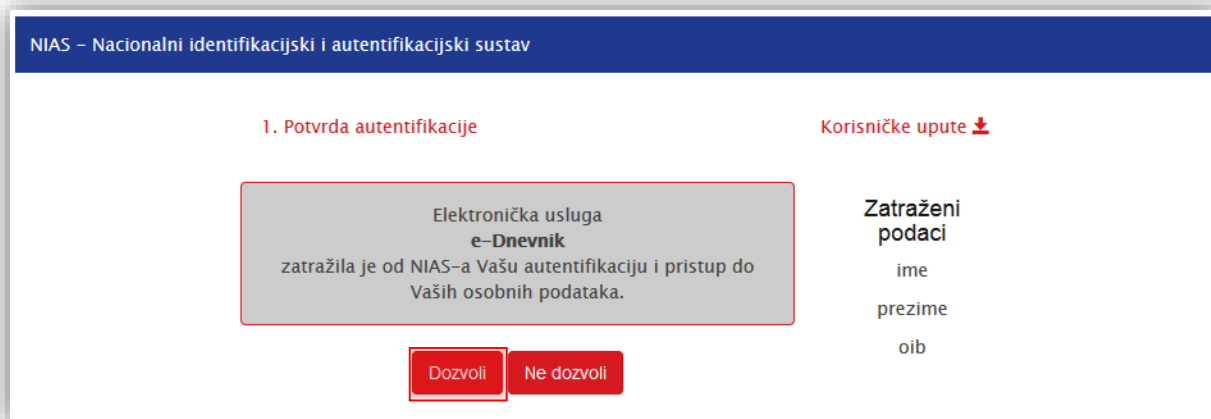 NIAS – Nacionalni identifikacijski i autentifikacijski sustav
1. Potvrda autentifikacije
Korisničke upute
Elektronička usluga
e-Dnevnik
zatražila je od NIAS-a Vašu autentifikaciju i pristup do
Vaših osobnih podataka.
Dozvoli
Ne dozvoli
Zatraženi
podaci
ime
prezime
oib